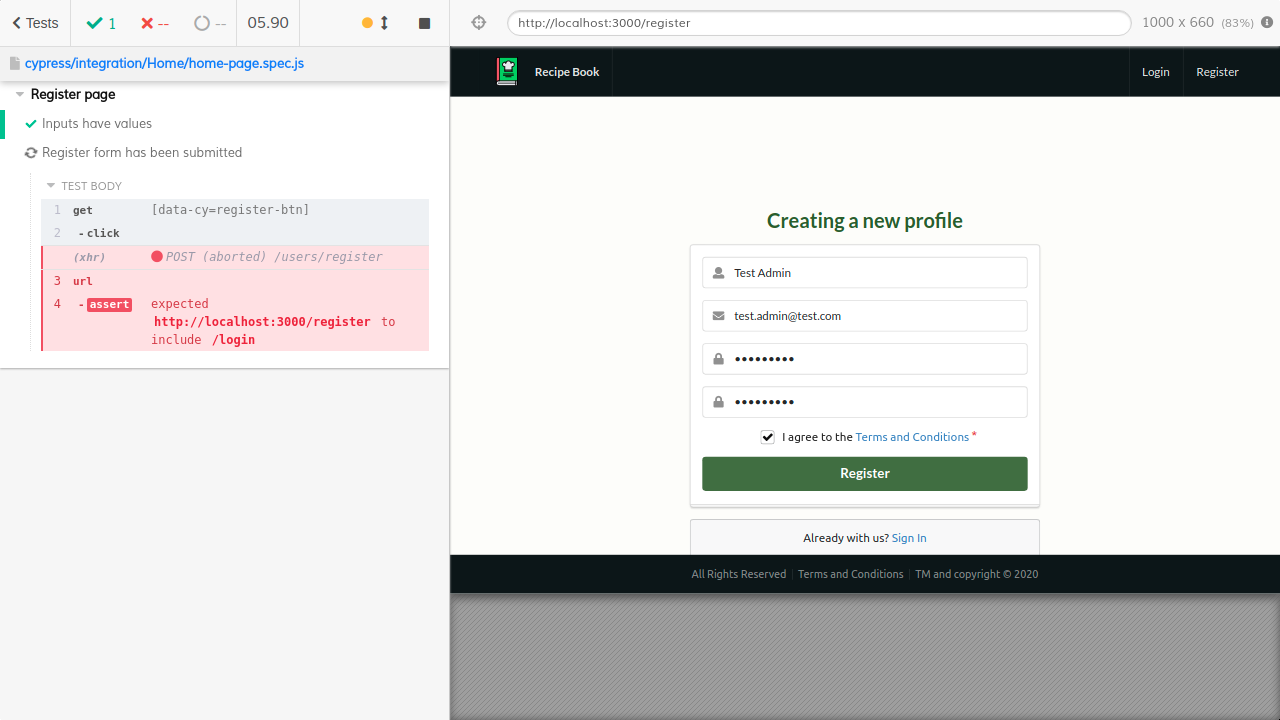 Tests 1 -- -- 05.90
cypress/integration/Home/home-page.spec.js
Register page
Inputs have values
Register form has been submitted
TEST BODY
1 get [data-cy=register-btn]
2 -click
(xhr) POST (aborted) /users/register
3 url
4 -assert expected
http://localhost:3000/register to
include /login
http://localhost:3000/register 1000 x 660 (83%)
Recipe Book Login Register
Creating a new profile
Test Admin
test.admin@test.com
•••••••••
•••••••••
I agree to the Terms and Conditions *
Register
Already with us? Sign In
All Rights Reserved Terms and Conditions TM and copyright © 2020